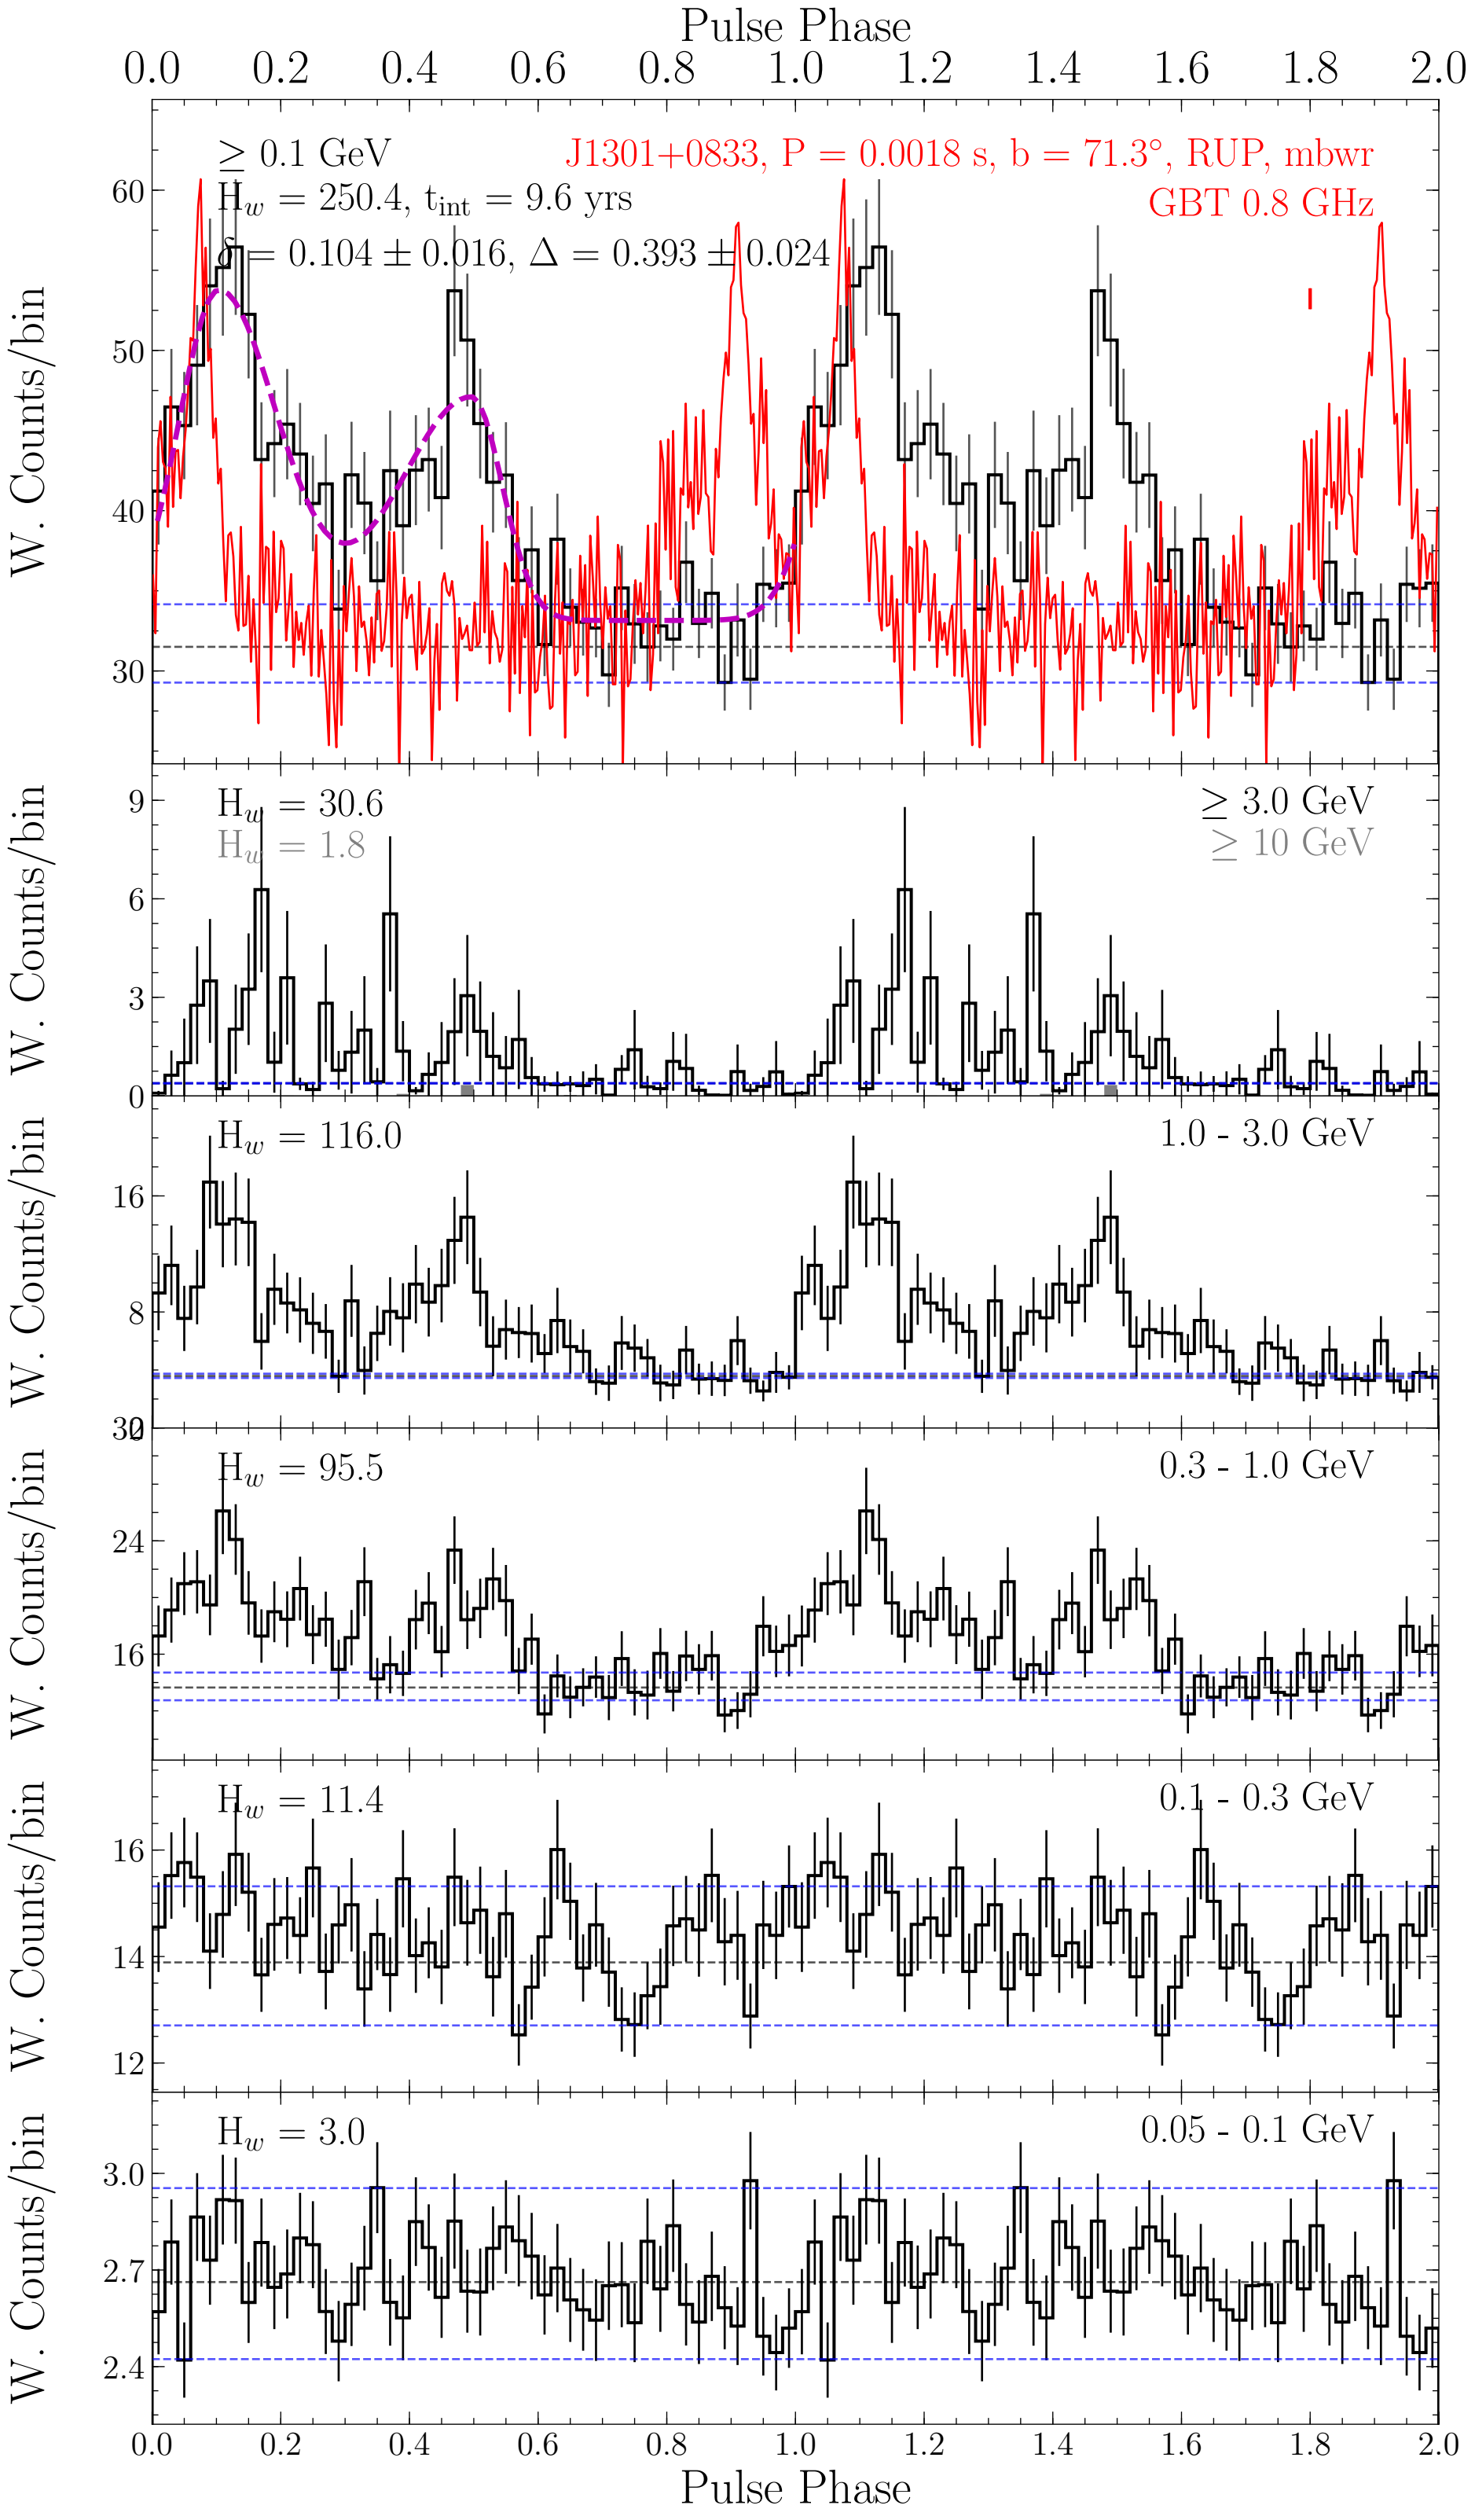 Pulse Phase
0.0 0.2 0.4 0.6 0.8 1.0 1.2 1.4 1.6 1.8 2.0
≥ 0.1 GeV
J1301+0833, P = 0.0018 s, b = 71.3°, RUP, mbwr
H_w = 250.4, t_int = 9.6 yrs
GBT 0.8 GHz
δ = 0.104 ± 0.016, Δ = 0.393 ± 0.024
60
50
40
30
W. Counts/bin
H_w = 30.6
≥ 3.0 GeV
H_w = 1.8
≥ 10 GeV
9
6
3
0
W. Counts/bin
H_w = 116.0
1.0 - 3.0 GeV
16
8
0
W. Counts/bin
30
H_w = 95.5
0.3 - 1.0 GeV
24
16
W. Counts/bin
H_w = 11.4
0.1 - 0.3 GeV
16
14
12
W. Counts/bin
H_w = 3.0
0.05 - 0.1 GeV
3.0
2.7
2.4
W. Counts/bin
0.0 0.2 0.4 0.6 0.8 1.0 1.2 1.4 1.6 1.8 2.0
Pulse Phase